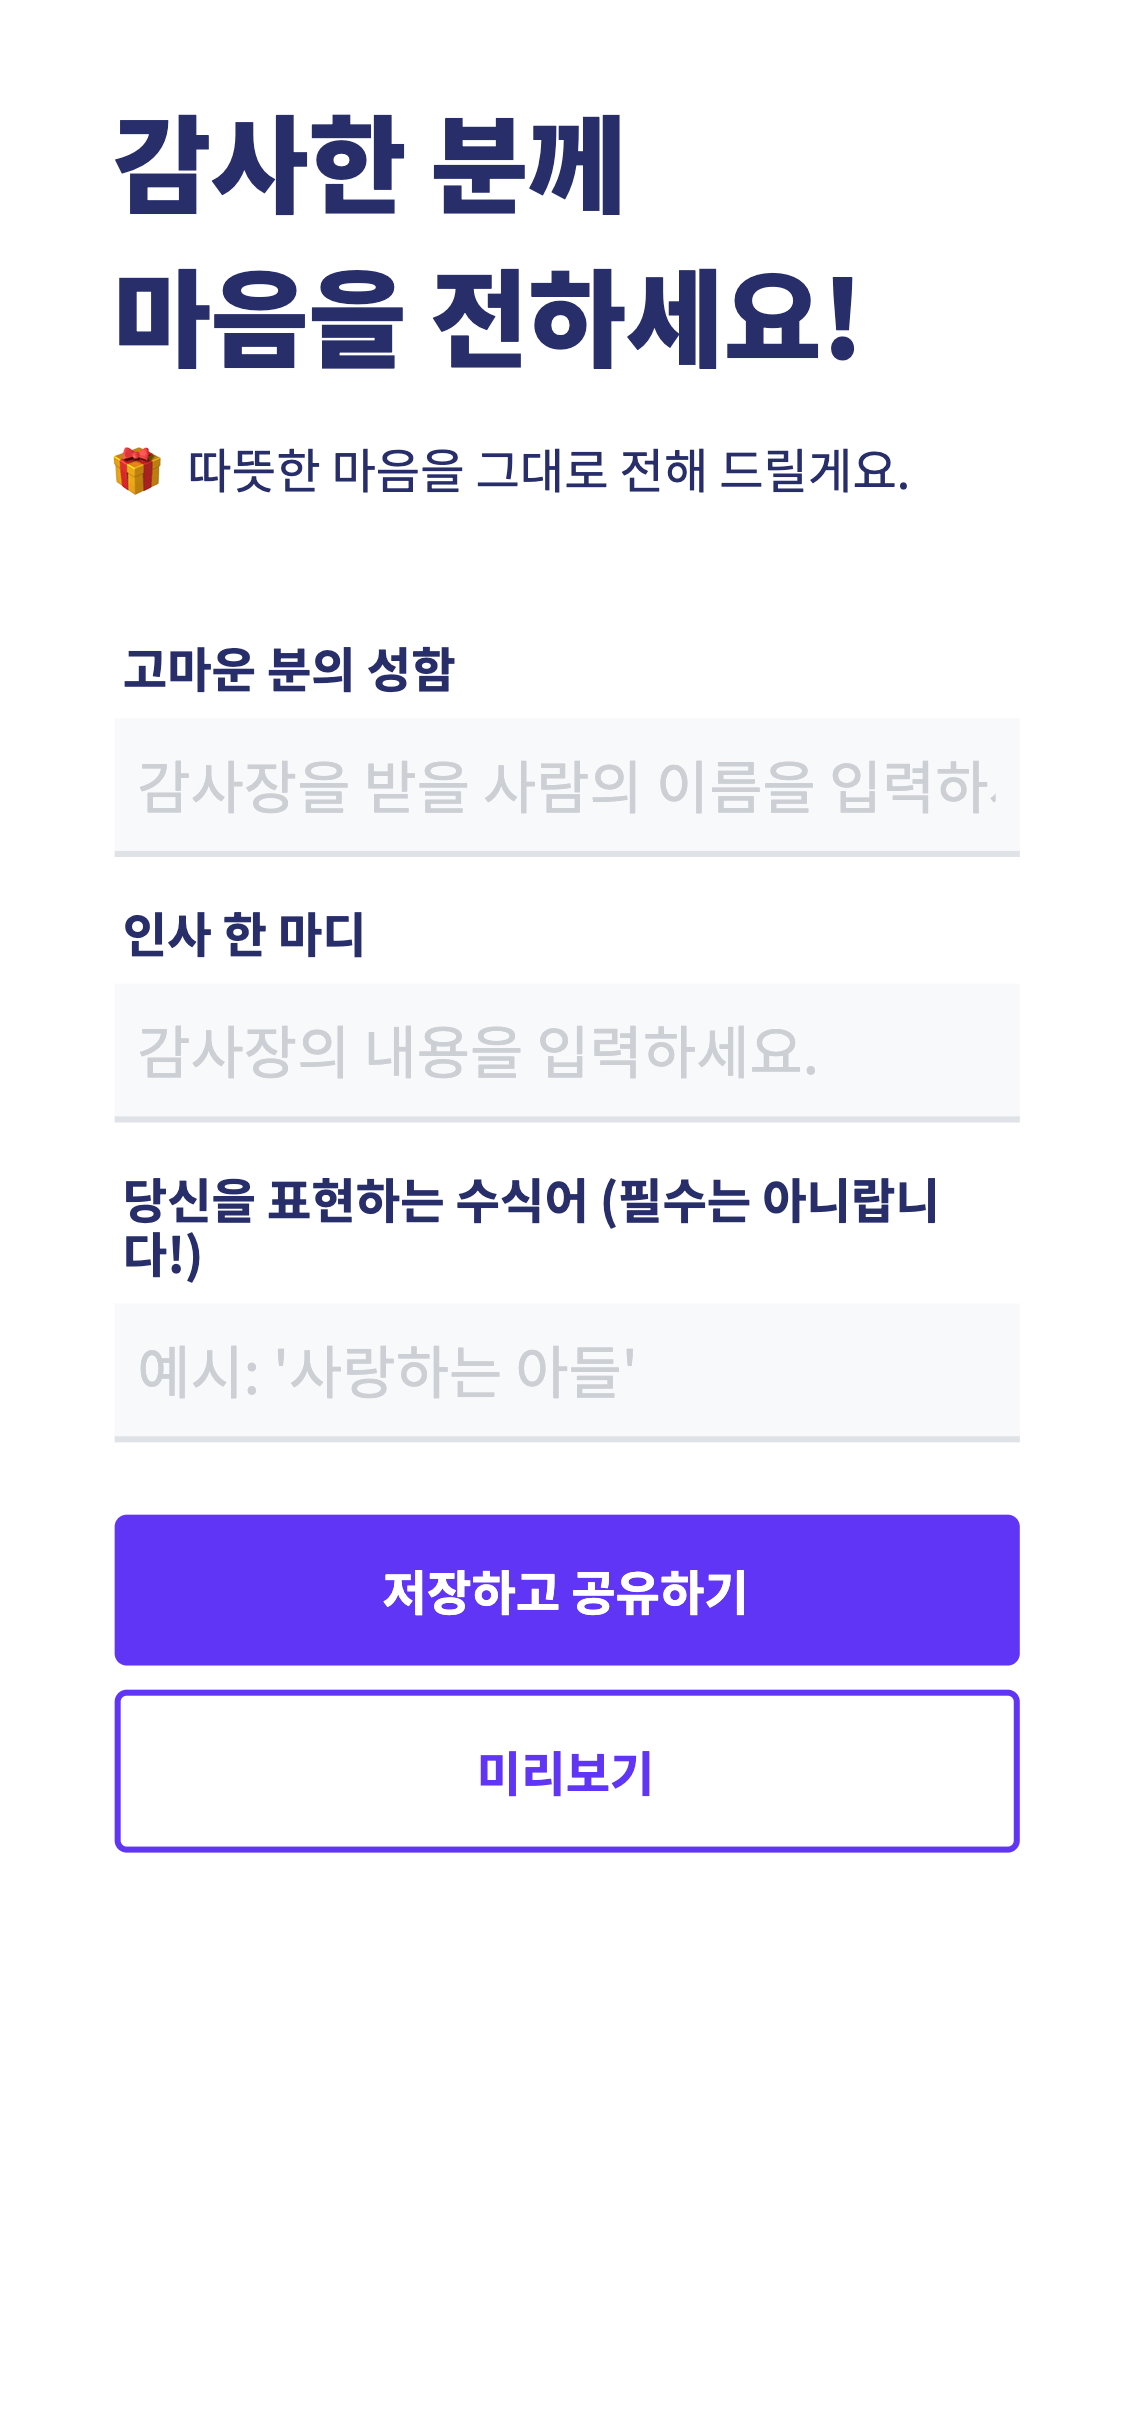 감사한 분께
마음을 전하세요!
🎁 따뜻한 마음을 그대로 전해 드릴게요.
고마운 분의 성함
감사장을 받을 사람의 이름을 입력하
인사 한 마디
감사장의 내용을 입력하세요.
당신을 표현하는 수식어 (필수는 아니랍니
다!)
예시: '사랑하는 아들'
저장하고 공유하기
미리보기